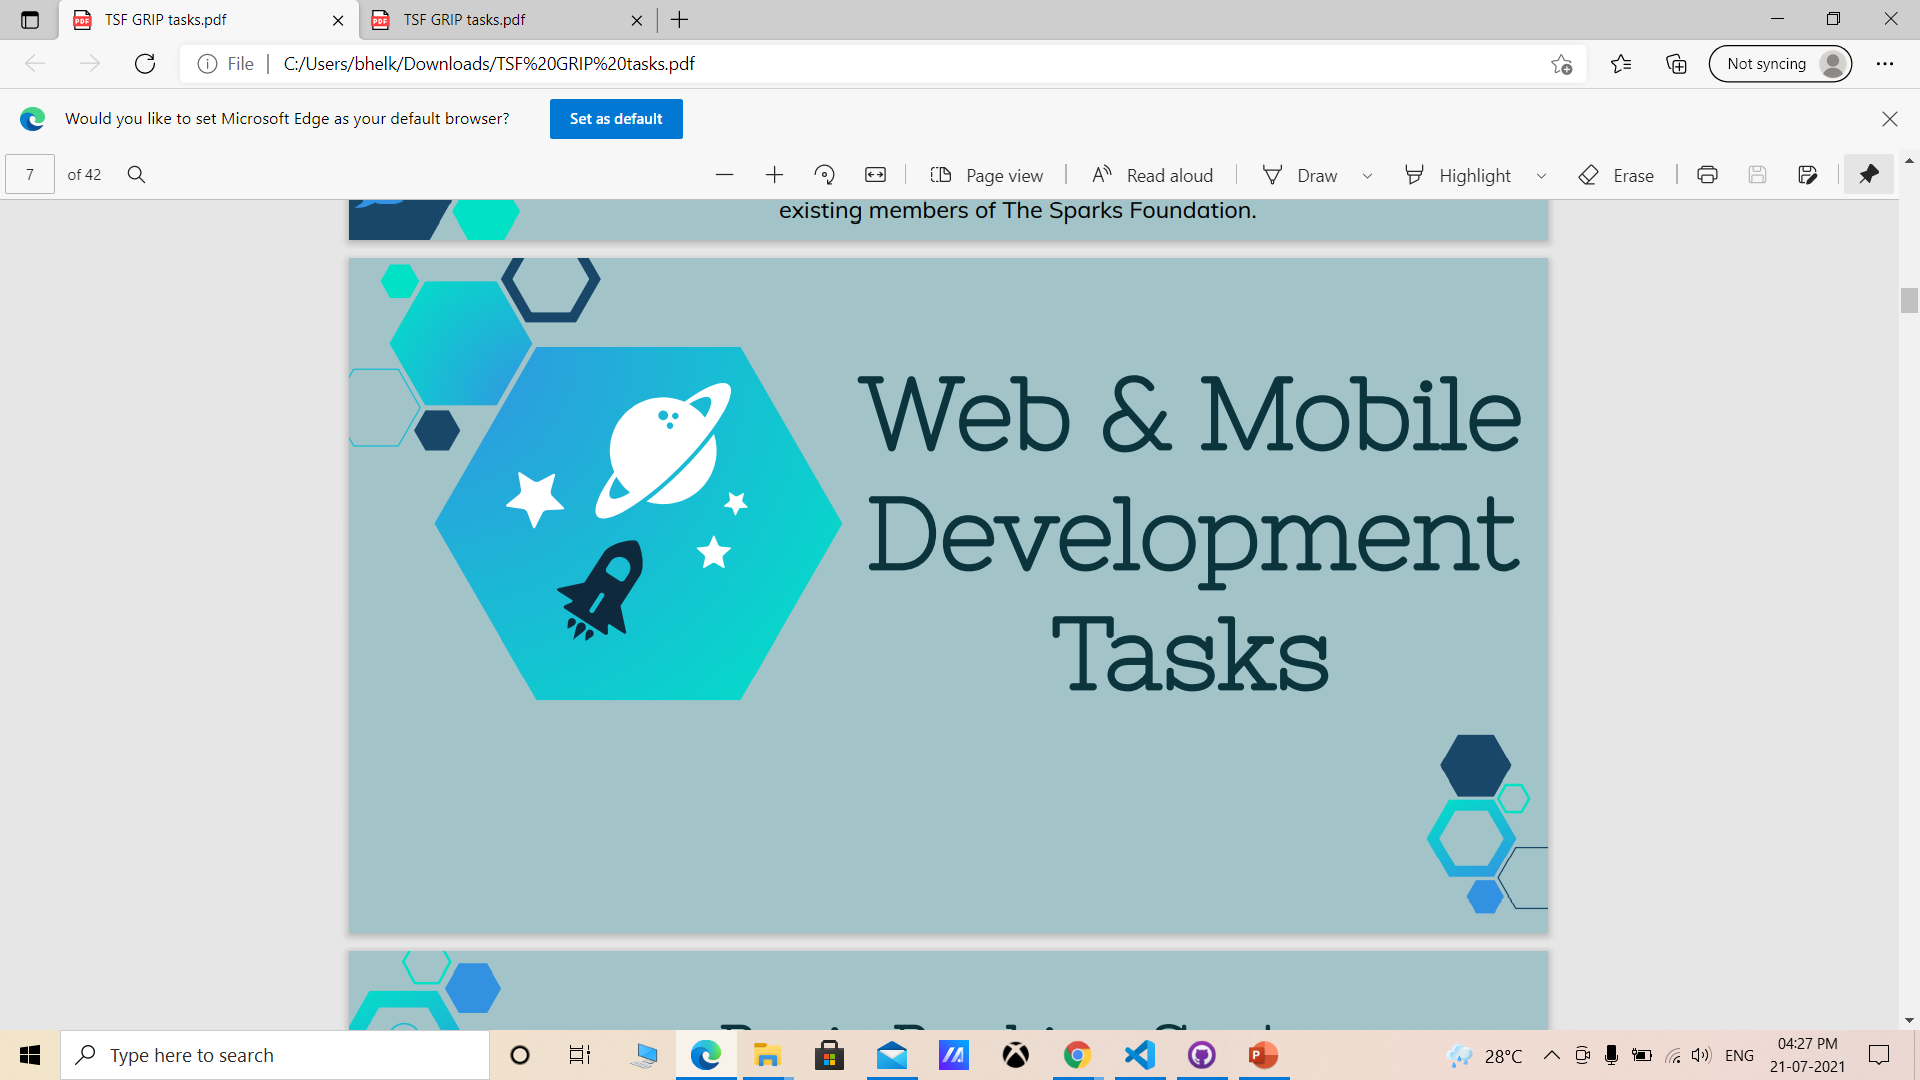 TSF GRIP tasks.pdf
TSF GRIP tasks.pdf
File
C:/Users/bhelk/Downloads/TSF%20GRIP%20tasks.pdf
Not syncing
Would you like to set Microsoft Edge as your default browser?
Set as default
7 of 42
Page view
Read aloud
Draw
Highlight
Erase
existing members of The Sparks Foundation.
Web & Mobile
Development
Tasks
Type here to search
28°C
ENG
04:27 PM
21-07-2021